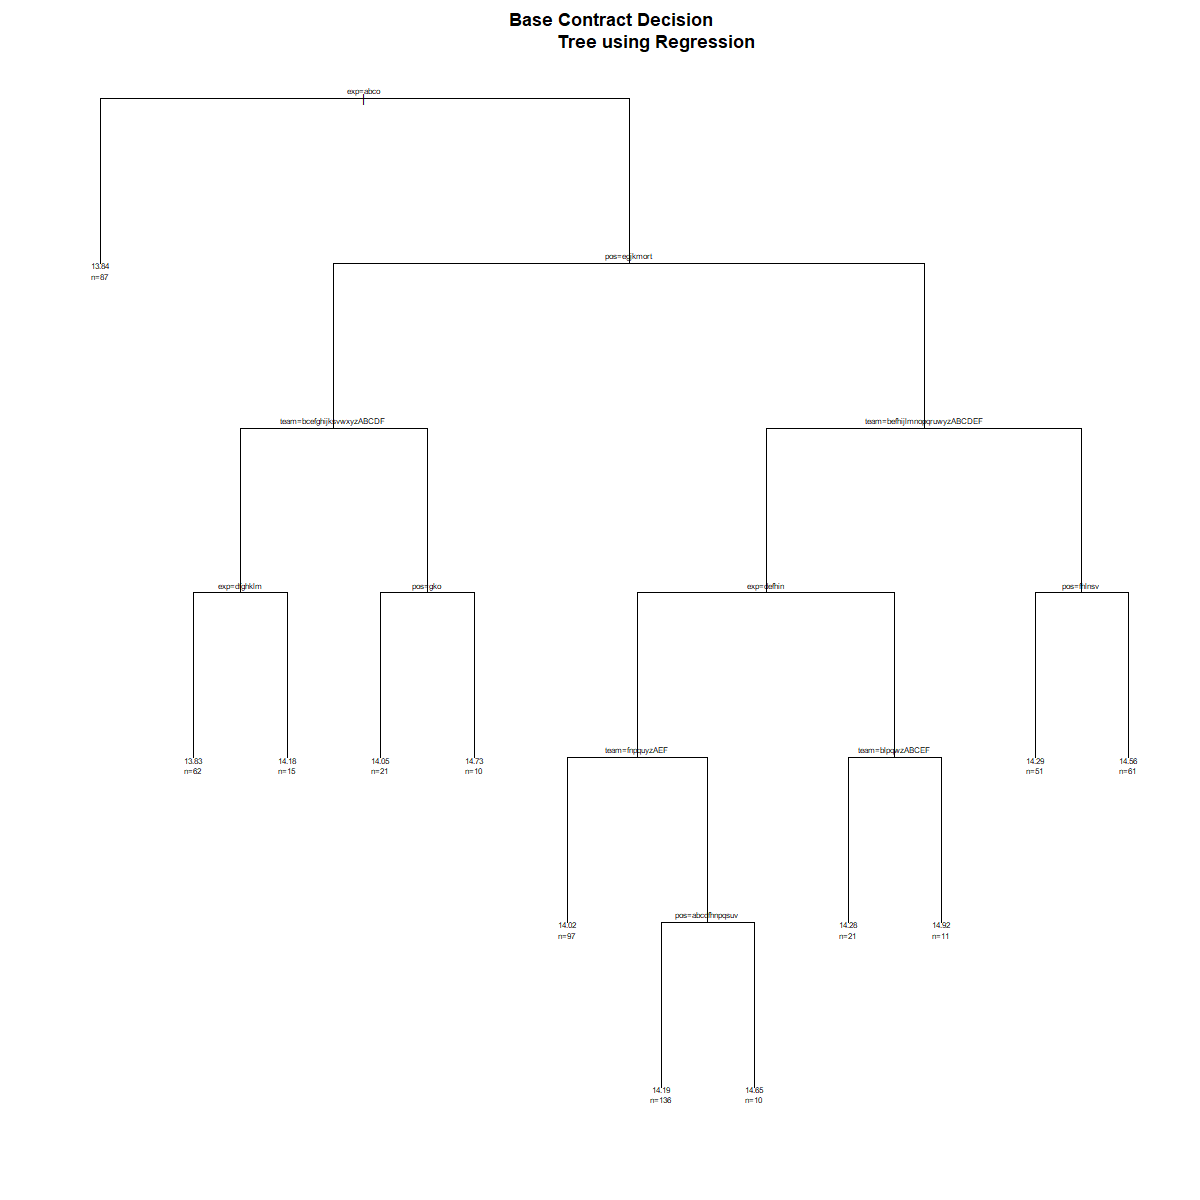 Base Contract Decision
Tree using Regression
exp=abco
13.84
n=87
pos=egjkmort
team=bcefghijksvwxyzABCDF
team=befhijlmnopqruwyzABCDEF
exp=dfghklm
pos=gko
exp=defhin
pos=fhlnsv
13.83
n=62
14.18
n=15
14.05
n=21
14.73
n=10
team=fnpquyzAEF
team=blpqwzABCEF
14.29
n=51
14.56
n=61
14.02
n=97
pos=abcdfhnpqsuv
14.26
n=21
14.92
n=11
14.19
n=136
14.65
n=10